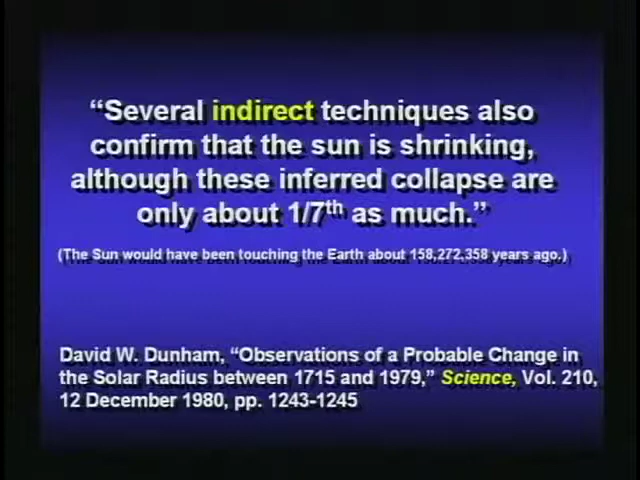 “Several indirect techniques also
confirm that the sun is shrinking,
although these inferred collapse are
only about 1/7th as much.”
(The Sun would have been touching the Earth about 158,272,358 years ago.)
David W. Dunham, “Observations of a Probable Change in
the Solar Radius between 1715 and 1979,” Science, Vol. 210,
12 December 1980, pp. 1243-1245